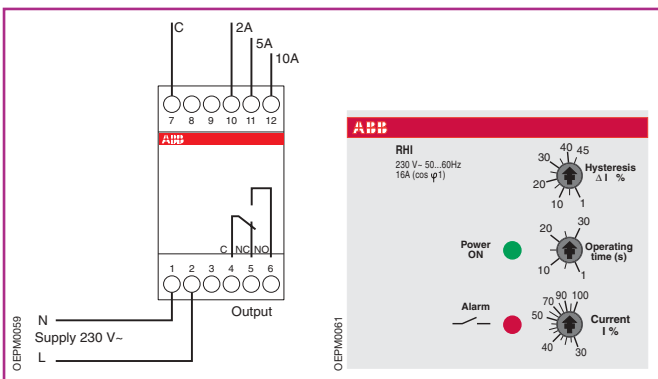 C
2A
5A
10A
7 8 9 10 11 12
ABB
C NC NO
1 2 3 4 5 6
Output
N
Supply 230 V~
L
OEPM0059
ABB
RHI
230 V~ 50...60Hz
16A (cos φ 1)
40 45
30
20
10 1
Hysteresis
Δ I %
Power
ON
30
20
10
1
Operating
time (s)
Alarm
90 100
70
50
40
30
Current
I %
OEPM0061